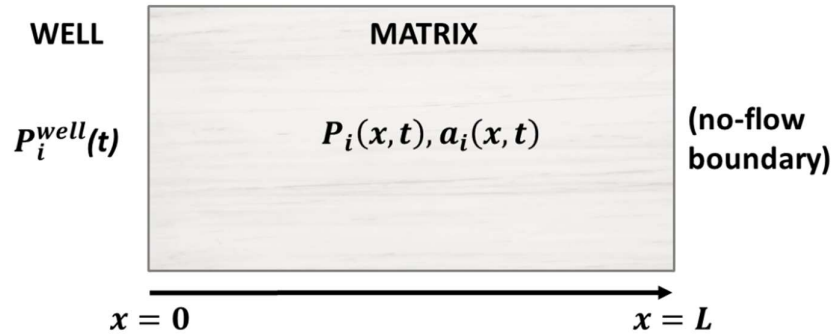 WELL
MATRIX
P_i^{well}(t)
P_i(x, t), a_i(x, t)
(no-flow
boundary)
x = 0
x = L